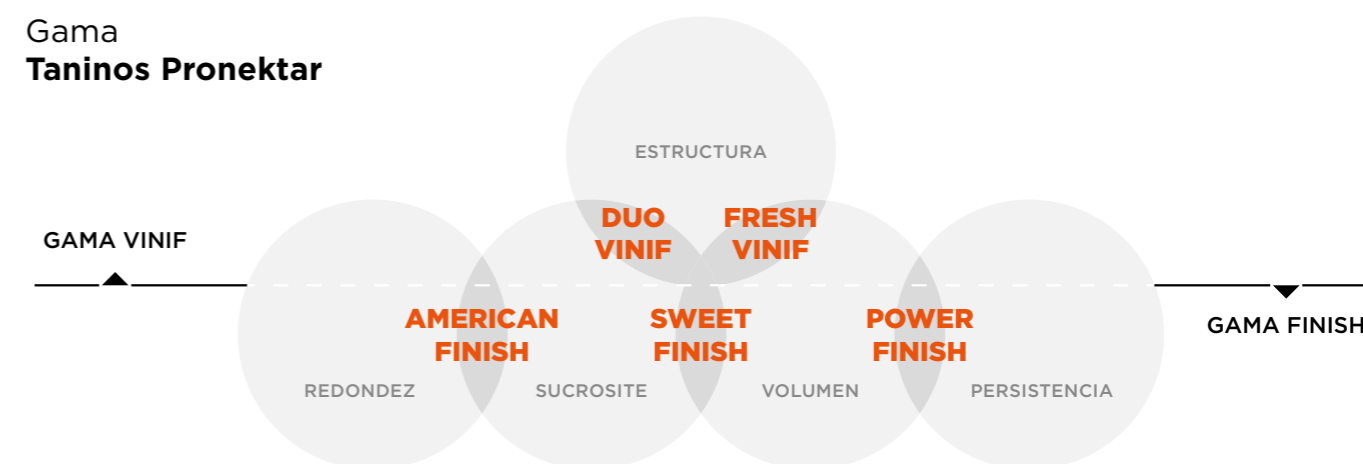 Gama
Taninos Pronektar
ESTRUCTURA
DUO
VINIF
FRESH
VINIF
GAMA VINIF
AMERICAN
FINISH
SWEET
FINISH
POWER
FINISH
GAMA FINISH
REDONDEZ
SUCROSITE
VOLUMEN
PERSISTENCIA